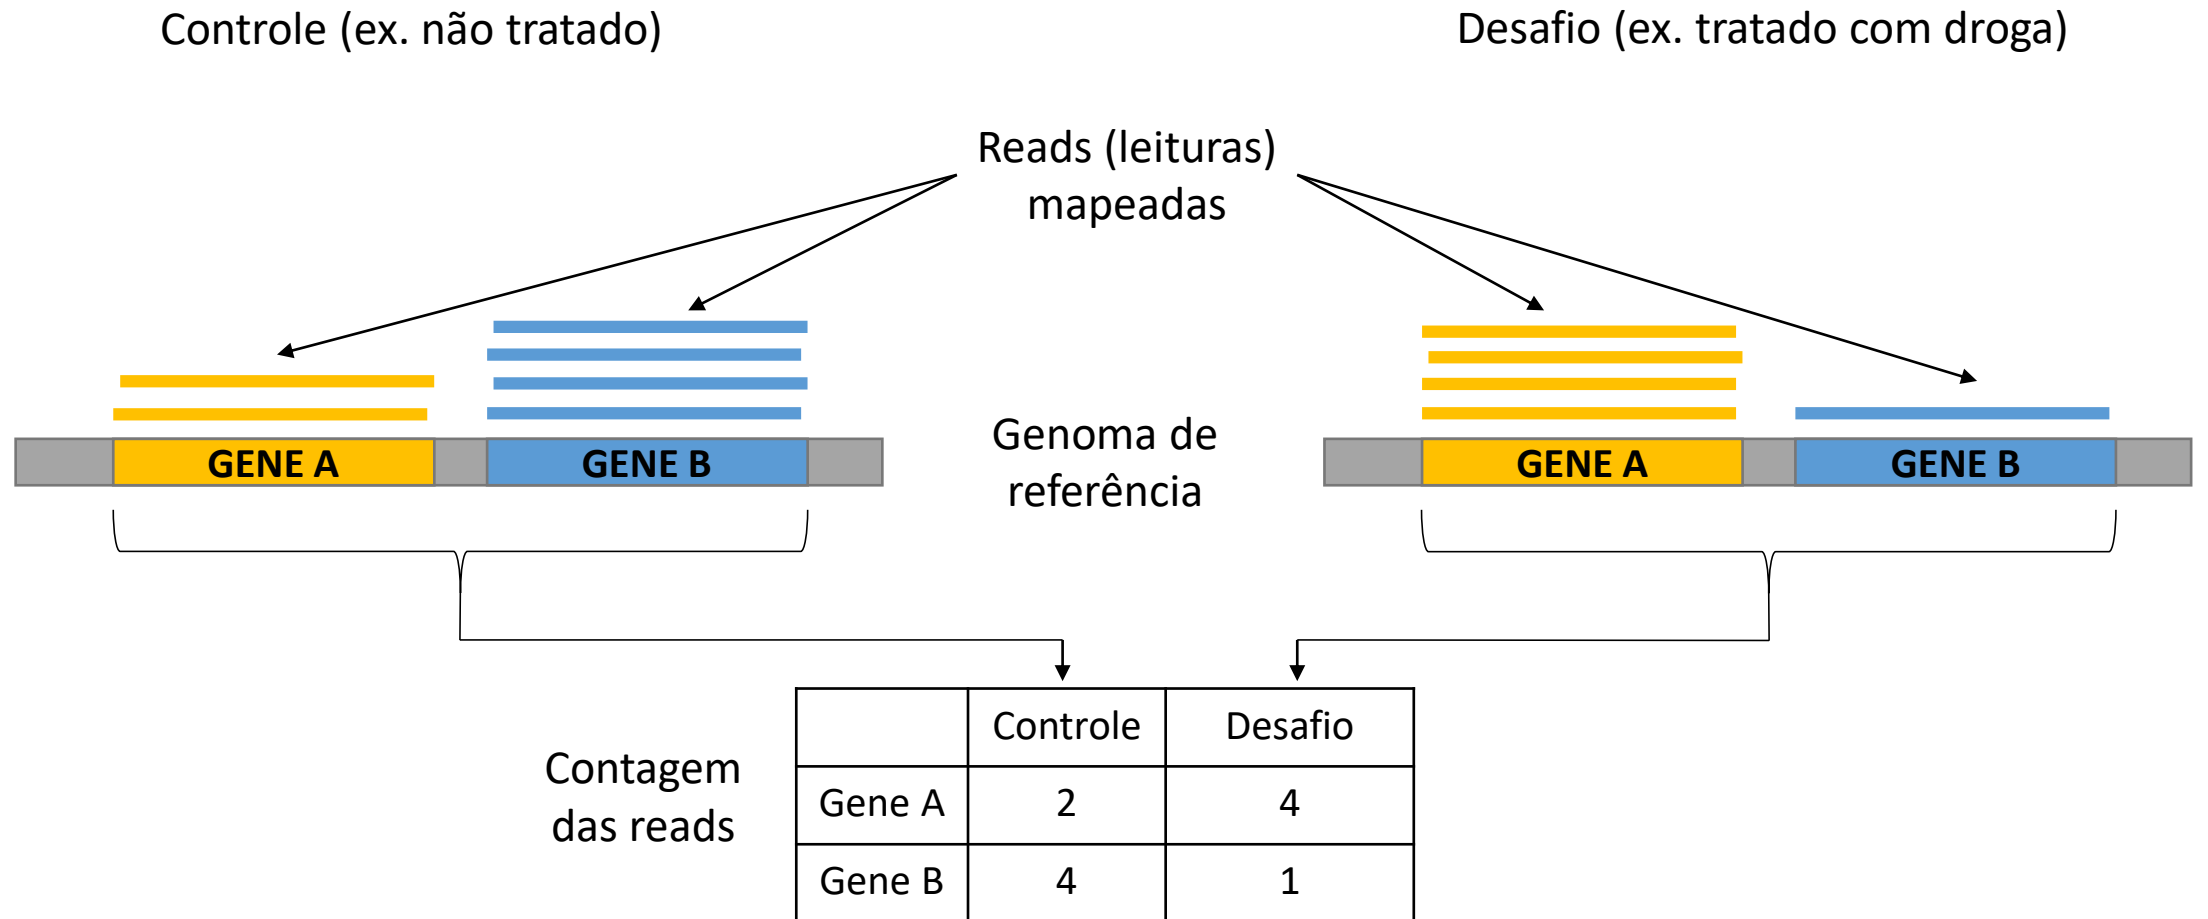 Controle (ex. não tratado)
Desafio (ex. tratado com droga)
Reads (leituras)
mapeadas
GENE A
GENE B
Genoma de
referência
GENE A
GENE B
Contagem
das reads
Controle Desafio
Gene A 2 4
Gene B 4 1